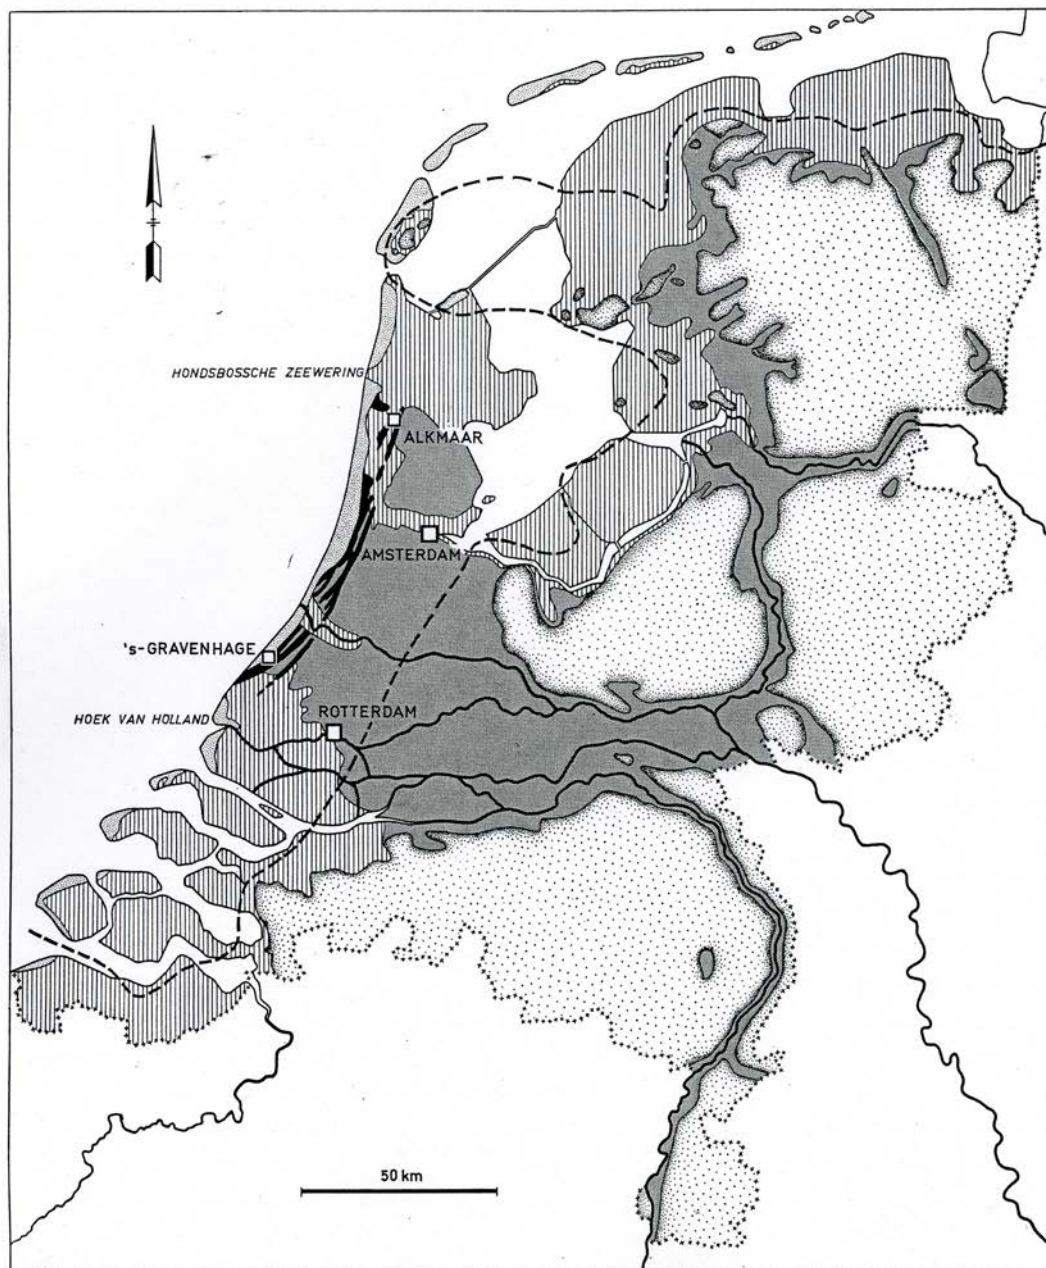 HONDSBOSSCHE ZEEWERING
ALKMAAR
AMSTERDAM
's-GRAVENHAGE
HOEK VAN HOLLAND
ROTTERDAM
50 km